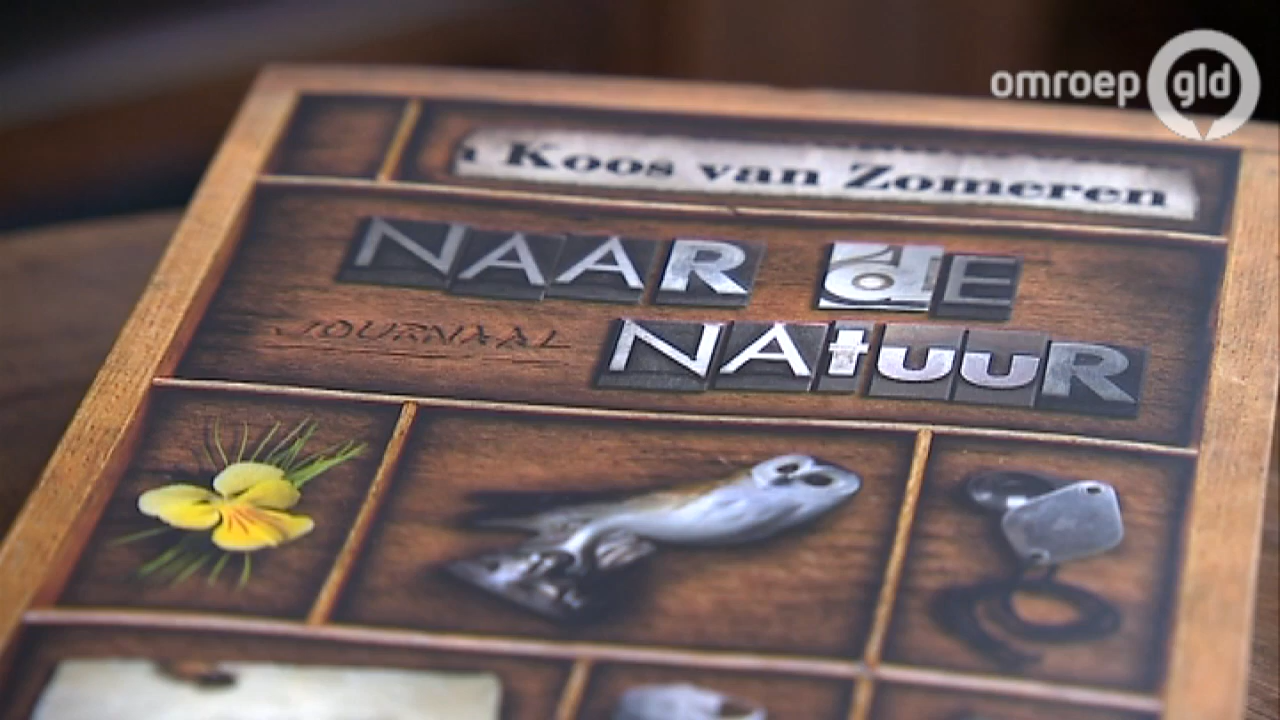 omroep gld
Koos van Zomeren
NAAR dE
JOURNAAL
NAtuuR